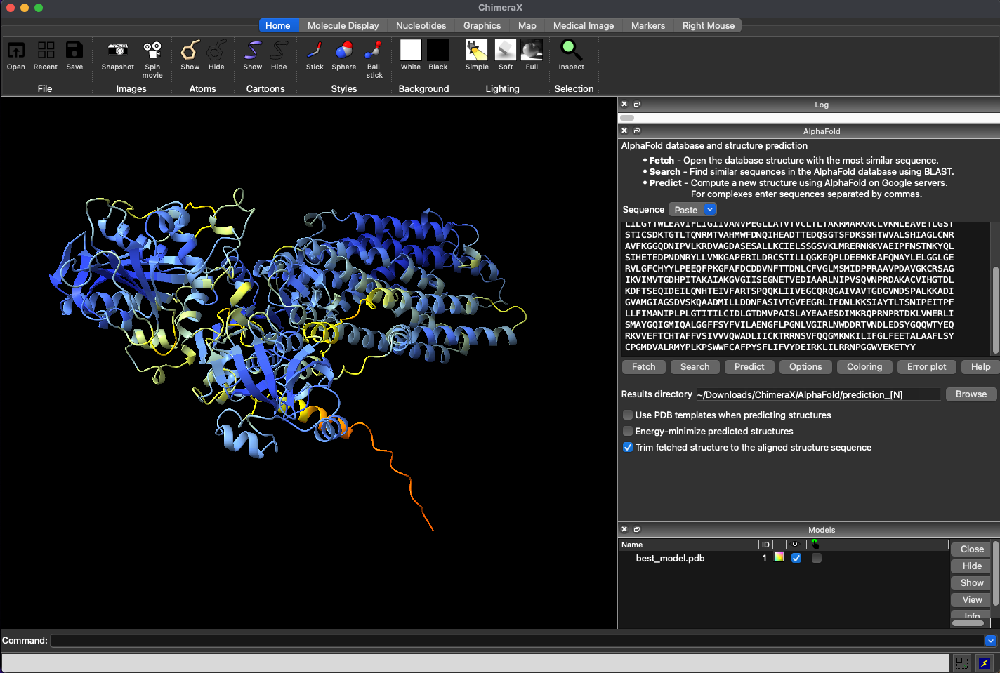 ChimeraX
Home Molecule Display Nucleotides Graphics Map Medical Image Markers Right Mouse
Open Recent Save Snapshot Spin movie Show Hide Show Hide Stick Sphere Ball stick White Black Simple Soft Full Inspect
File Images Atoms Cartoons Styles Background Lighting Selection
Log
AlphaFold
AlphaFold database and structure prediction
• Fetch - Open the database structure with the most similar sequence.
• Search - Find similar sequences in the AlphaFold database using BLAST.
• Predict - Compute a new structure using AlphaFold on Google servers.
For complexes enter sequences separated by commas.
Sequence Paste
LILGYTWLEAVIFLIGIIVANVPEGLLATVTVCLTLTAKRMARKNCLVKNLEAVETLGST
STICSDKTGTLTQNRMTVAHMWFDNQIHEADTTEDQSGTSFDKSSHTWVALSHIAGLCNR
AVFKGGQDNIPVLKRDVAGDASESALLKCIELSSGSVKLMRERNKKVAEIPFNSTNKYQL
SIHETEDPNDNRYLLVMKGAPERILDRCSTILLQGKEQPLDEEMKEAFQNAYLELGGLGE
RVLGFCHYYLPEEQFPKGFAFDCDDVNFTTDNLCFVGLMSMIDPPRAAVPDAVGKCRSAG
IKVIMVTGDHPITAKAIAKGVGIISEGNETVEDIAARLNIPVSQVNPRDAKACVIHGTDL
KDFTSEQIDEILQNHTEIVFARTSPQQKLIIVEGCQRQGAIVAVTGDGVNDSPALKKADI
GVAMGIAGSDVSKQAADMILLDDNFASIVTGVEEGRLIFDNLKKSIAYTLTSNIPEITPF
LLFIMANIPLPLGTITILCIDLGTDMVPAISLAYEAAESDIMKRQPRNPRTDKLVNERLI
SMAYGQIGMIQALGGFFSYFVILAENGFLPGNLVGIRLNWDDRTVNDLEDSYGQQWTYEQ
RKVVEFTCHTAFFVSIVVVQWADLIICKTRRNSVFQQGMKNKILIFGLFEETALAAFLSY
CPGMDVALRMYPLKPSWWFCAFPYSFLIFVYDEIRKLILRRNPGGWVEKETYY
Fetch Search Predict Options Coloring Error plot Help
Results directory ~/Downloads/ChimeraX/AlphaFold/prediction_[N] Browse
Use PDB templates when predicting structures
Energy-minimize predicted structures
Trim fetched structure to the aligned structure sequence
Models
Name ID
best_model.pdb 1
Close
Hide
Show
View
Info
Command: